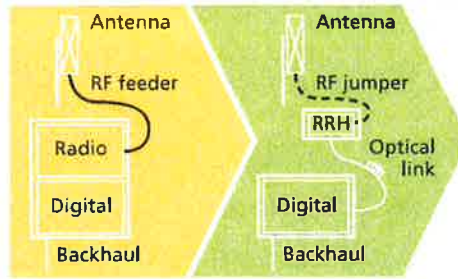 Antenna
RF feeder
Radio
Digital
Backhaul
Antenna
RF jumper
RRH
Optical
link
Digital
Backhaul